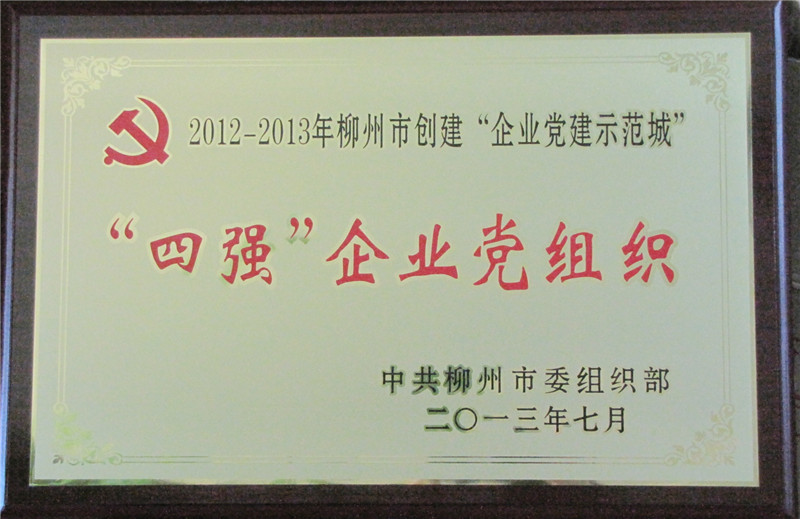 2012-2013年柳州市创建“企业党建示范城”
“四强”企业党组织
中共柳州市委组织部
二〇一三年七月